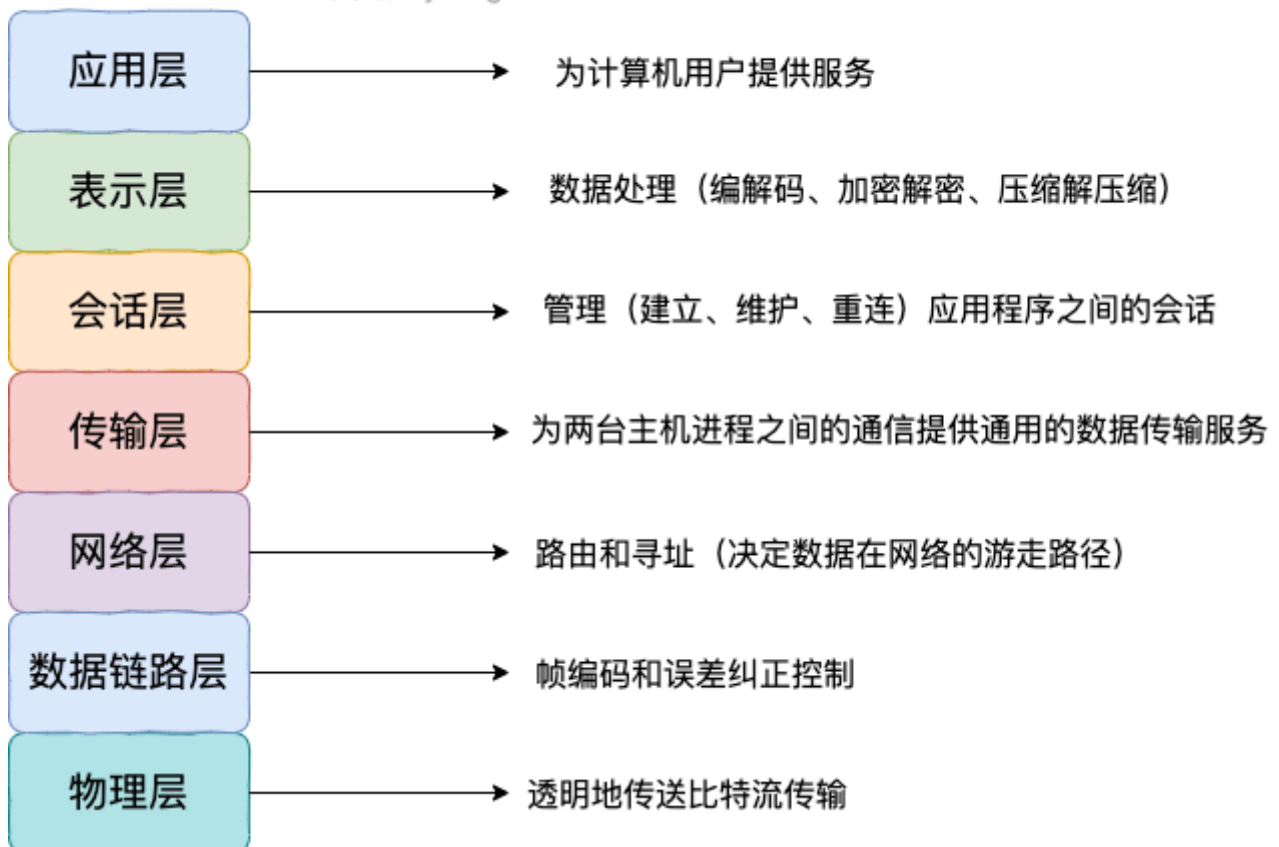 应用层
为计算机用户提供服务
表示层
数据处理（编解码、加密解密、压缩解压缩）
会话层
管理（建立、维护、重连）应用程序之间的会话
传输层
为两台主机进程之间的通信提供通用的数据传输服务
网络层
路由和寻址（决定数据在网络的游走路径）
数据链路层
帧编码和误差纠正控制
物理层
透明地传送比特流传输